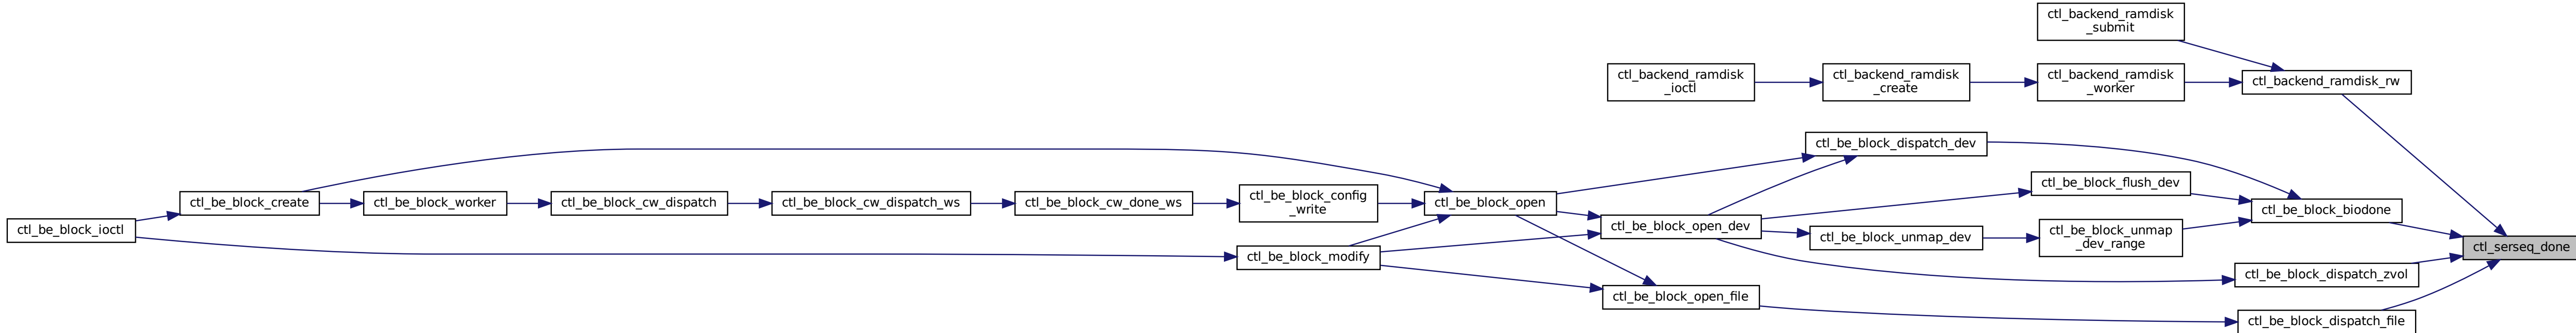 ctl_backend_ramdisk
_submit
ctl_backend_ramdisk
_ioctl
ctl_backend_ramdisk
_create
ctl_backend_ramdisk
_worker
ctl_backend_ramdisk_rw
ctl_be_block_dispatch_dev
ctl_be_block_flush_dev
ctl_be_block_ioctl
ctl_be_block_create
ctl_be_block_worker
ctl_be_block_cw_dispatch
ctl_be_block_cw_dispatch_ws
ctl_be_block_cw_done_ws
ctl_be_block_config
_write
ctl_be_block_open
ctl_be_block_biodone
ctl_be_block_open_dev
ctl_be_block_unmap_dev
ctl_be_block_unmap
_dev_range
ctl_serseq_done
ctl_be_block_modify
ctl_be_block_dispatch_zvol
ctl_be_block_open_file
ctl_be_block_dispatch_file